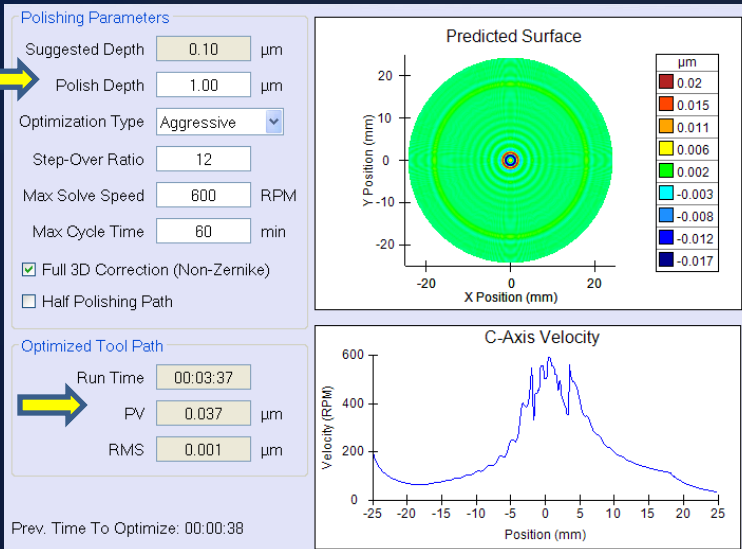 Polishing Parameters
Suggested Depth 0.10 µm
Polish Depth 1.00 µm
Optimization Type Aggressive
Step-Over Ratio 12
Max Solve Speed 600 RPM
Max Cycle Time 60 min
Full 3D Correction (Non-Zernike)
Half Polishing Path
Optimized Tool Path
Run Time 00:03:37
PV 0.037 µm
RMS 0.001 µm
Prev. Time To Optimize: 00:00:38
Predicted Surface
Y Position (mm)
20
10
0
-10
-20
-20 0 20
X Position (mm)
µm
0.02
0.015
0.011
0.006
0.002
-0.003
-0.008
-0.012
-0.017
C-Axis Velocity
Velocity (RPM)
600
400
200
0
-25 -20 -15 -10 -5 0 5 10 15 20 25
Position (mm)